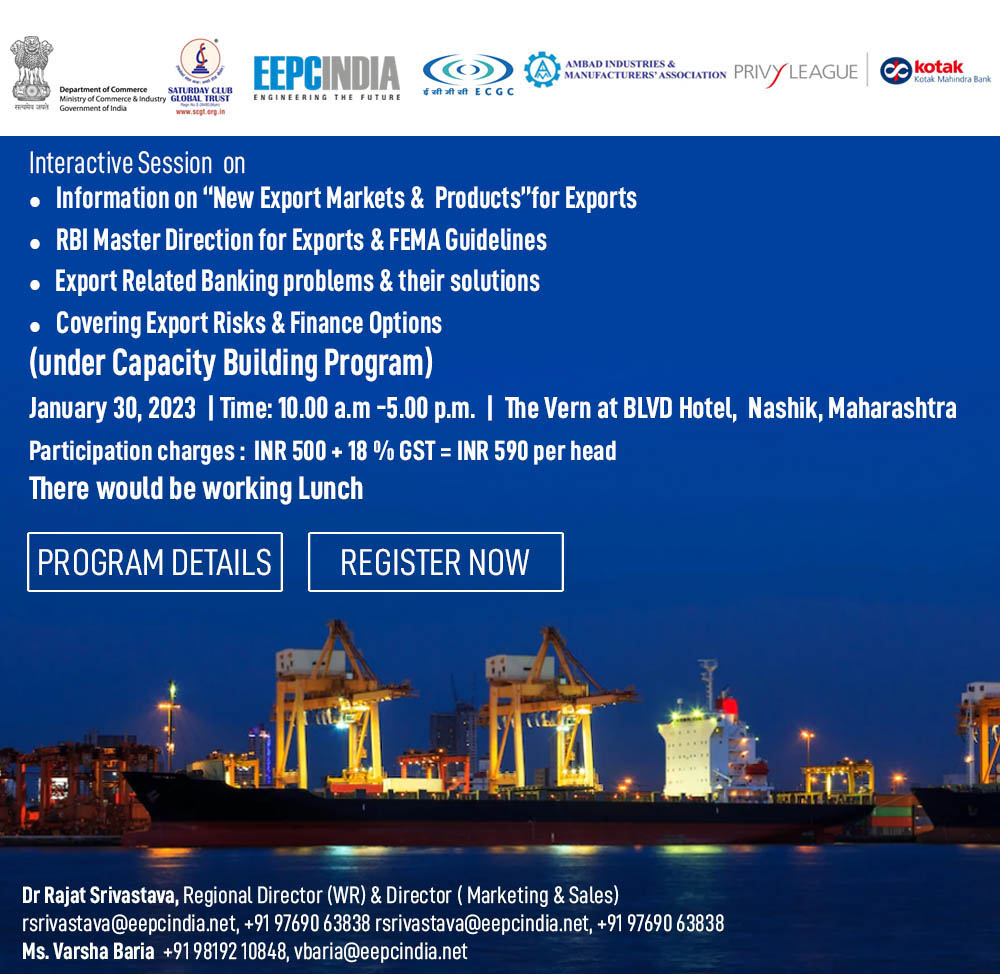 सत्यमेव जयते
Department of Commerce
Ministry of Commerce & Industry
Government of India
SATURDAY CLUB
GLOBAL TRUST
www.scgt.org.in
EEPCINDIA
ENGINEERING THE FUTURE
ई सी जी सी ECGC
AMBAD INDUSTRIES &
MANUFACTURERS' ASSOCIATION
PRIVY LEAGUE
kotak
Kotak Mahindra Bank
Interactive Session on
• Information on “New Export Markets & Products”for Exports
• RBI Master Direction for Exports & FEMA Guidelines
• Export Related Banking problems & their solutions
• Covering Export Risks & Finance Options
(under Capacity Building Program)
January 30, 2023 | Time: 10.00 a.m -5.00 p.m. | The Vern at BLVD Hotel, Nashik, Maharashtra
Participation charges : INR 500 + 18 % GST = INR 590 per head
There would be working Lunch
PROGRAM DETAILS
REGISTER NOW
Dr Rajat Srivastava, Regional Director (WR) & Director ( Marketing & Sales)
rsrivastava@eepcindia.net, +91 97690 63838 rsrivastava@eepcindia.net, +91 97690 63838
Ms. Varsha Baria +91 98192 10848, vbaria@eepcindia.net